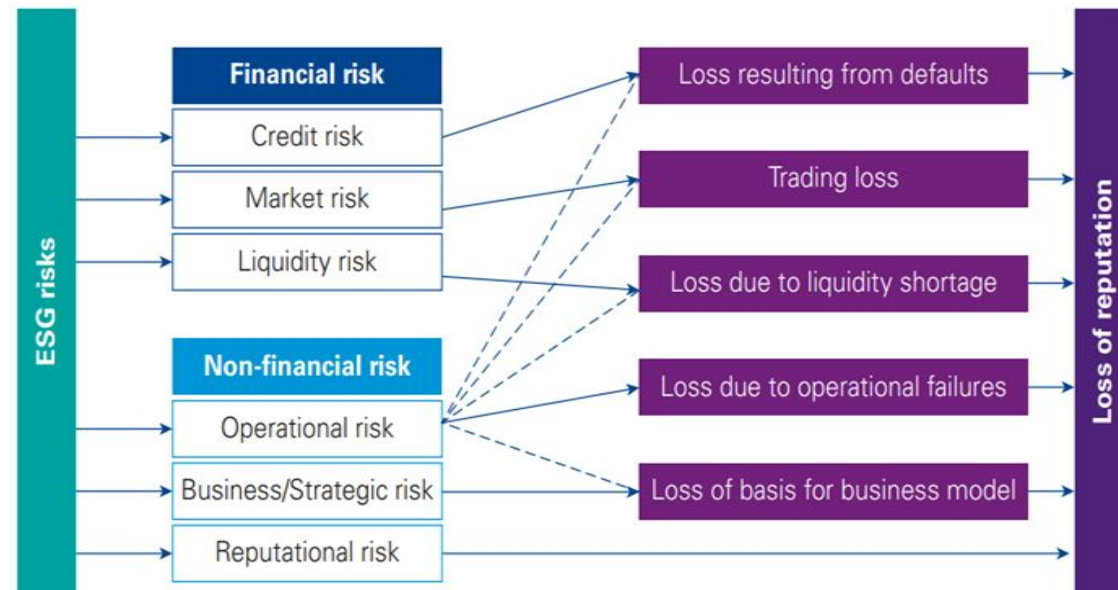 ESG risks
Financial risk
Credit risk
Market risk
Liquidity risk
Non-financial risk
Operational risk
Business/Strategic risk
Reputational risk
Loss resulting from defaults
Trading loss
Loss due to liquidity shortage
Loss due to operational failures
Loss of basis for business model
Loss of reputation